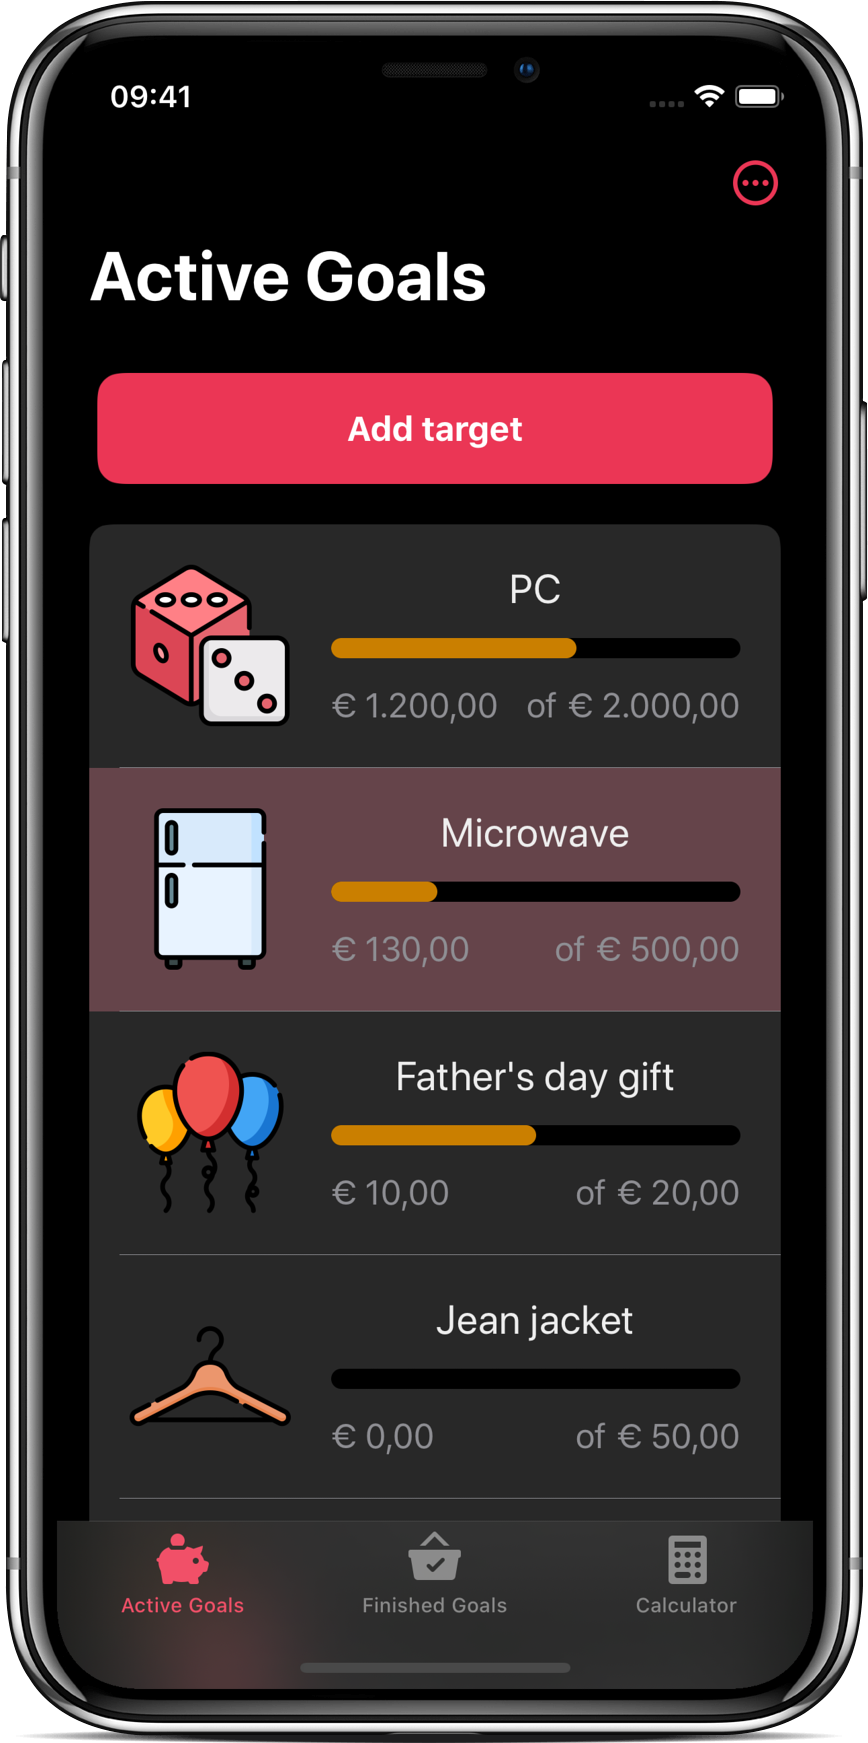 09:41
Active Goals
Add target
PC
€ 1.200,00 of € 2.000,00
Microwave
€ 130,00 of € 500,00
Father's day gift
€ 10,00 of € 20,00
Jean jacket
€ 0,00 of € 50,00
Active Goals Finished Goals Calculator